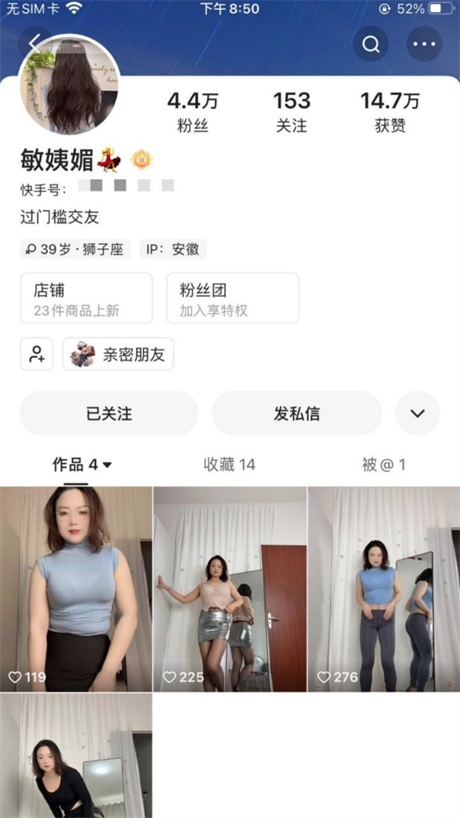 无SIM卡
下午8:50
52%
4.4万
153
14.7万
粉丝
关注
获赞
敏姨媚
快手号：
过门槛交友
39岁·狮子座
IP：安徽
店铺
23件商品上新
粉丝团
加入享特权
亲密朋友
已关注
发私信
作品 4
收藏 14
被@ 1
119
225
276